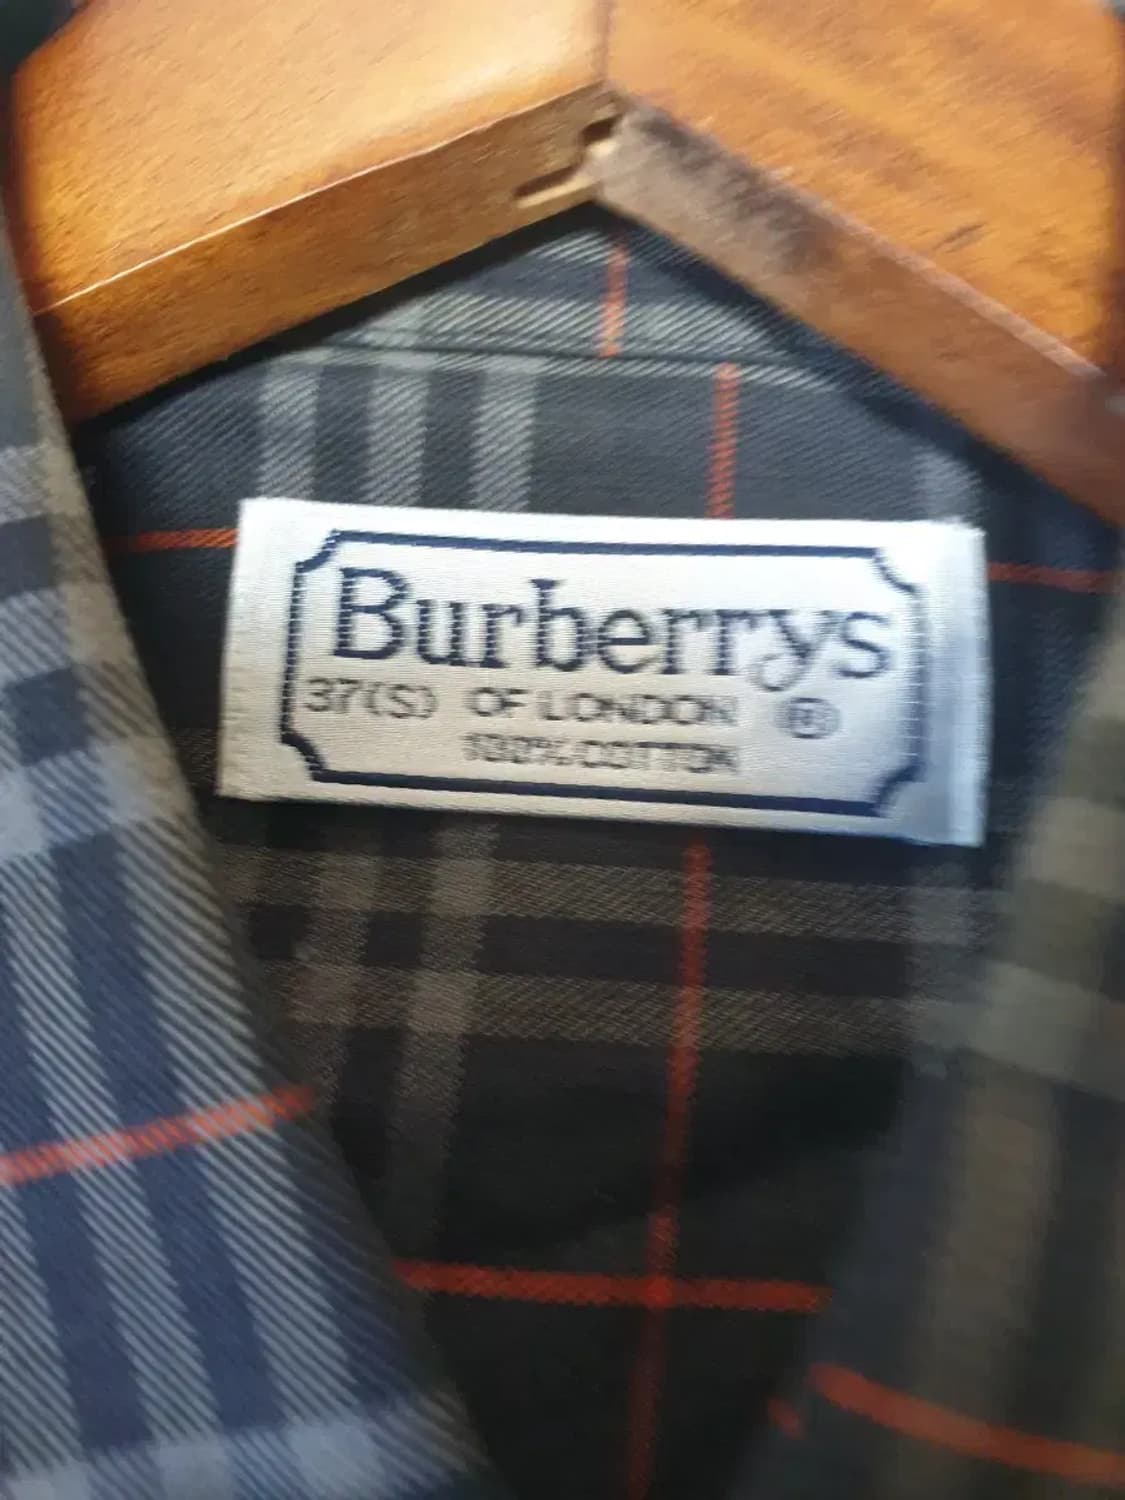 Burberrys
37(S) OF LONDON ®
100% COTTON